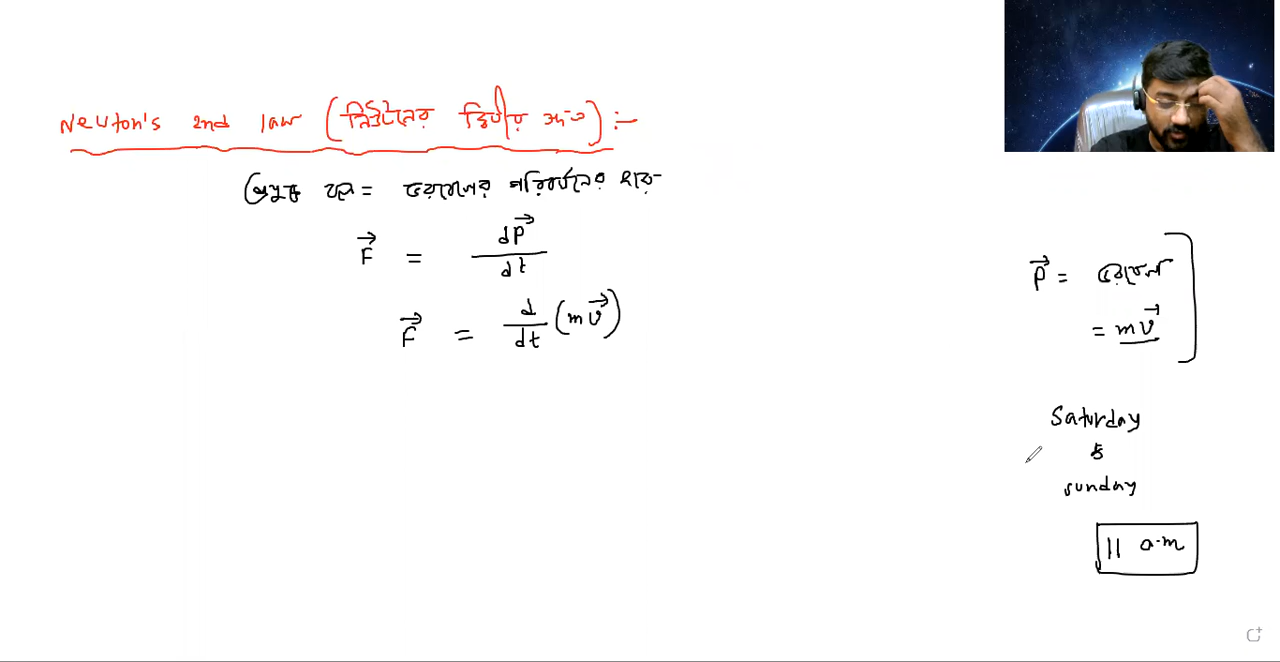 Newton's 2nd law (নিউটনের দ্বিতীয় সূত্র) :-
প্রযুক্ত বল = ভরবেগের পরিবর্তনের হার
F⃗ = dP⃗/dt
F⃗ = d/dt (mv⃗)
P⃗ = ভরবেগ
= mv⃗
Saturday
&
Sunday
11 a.m